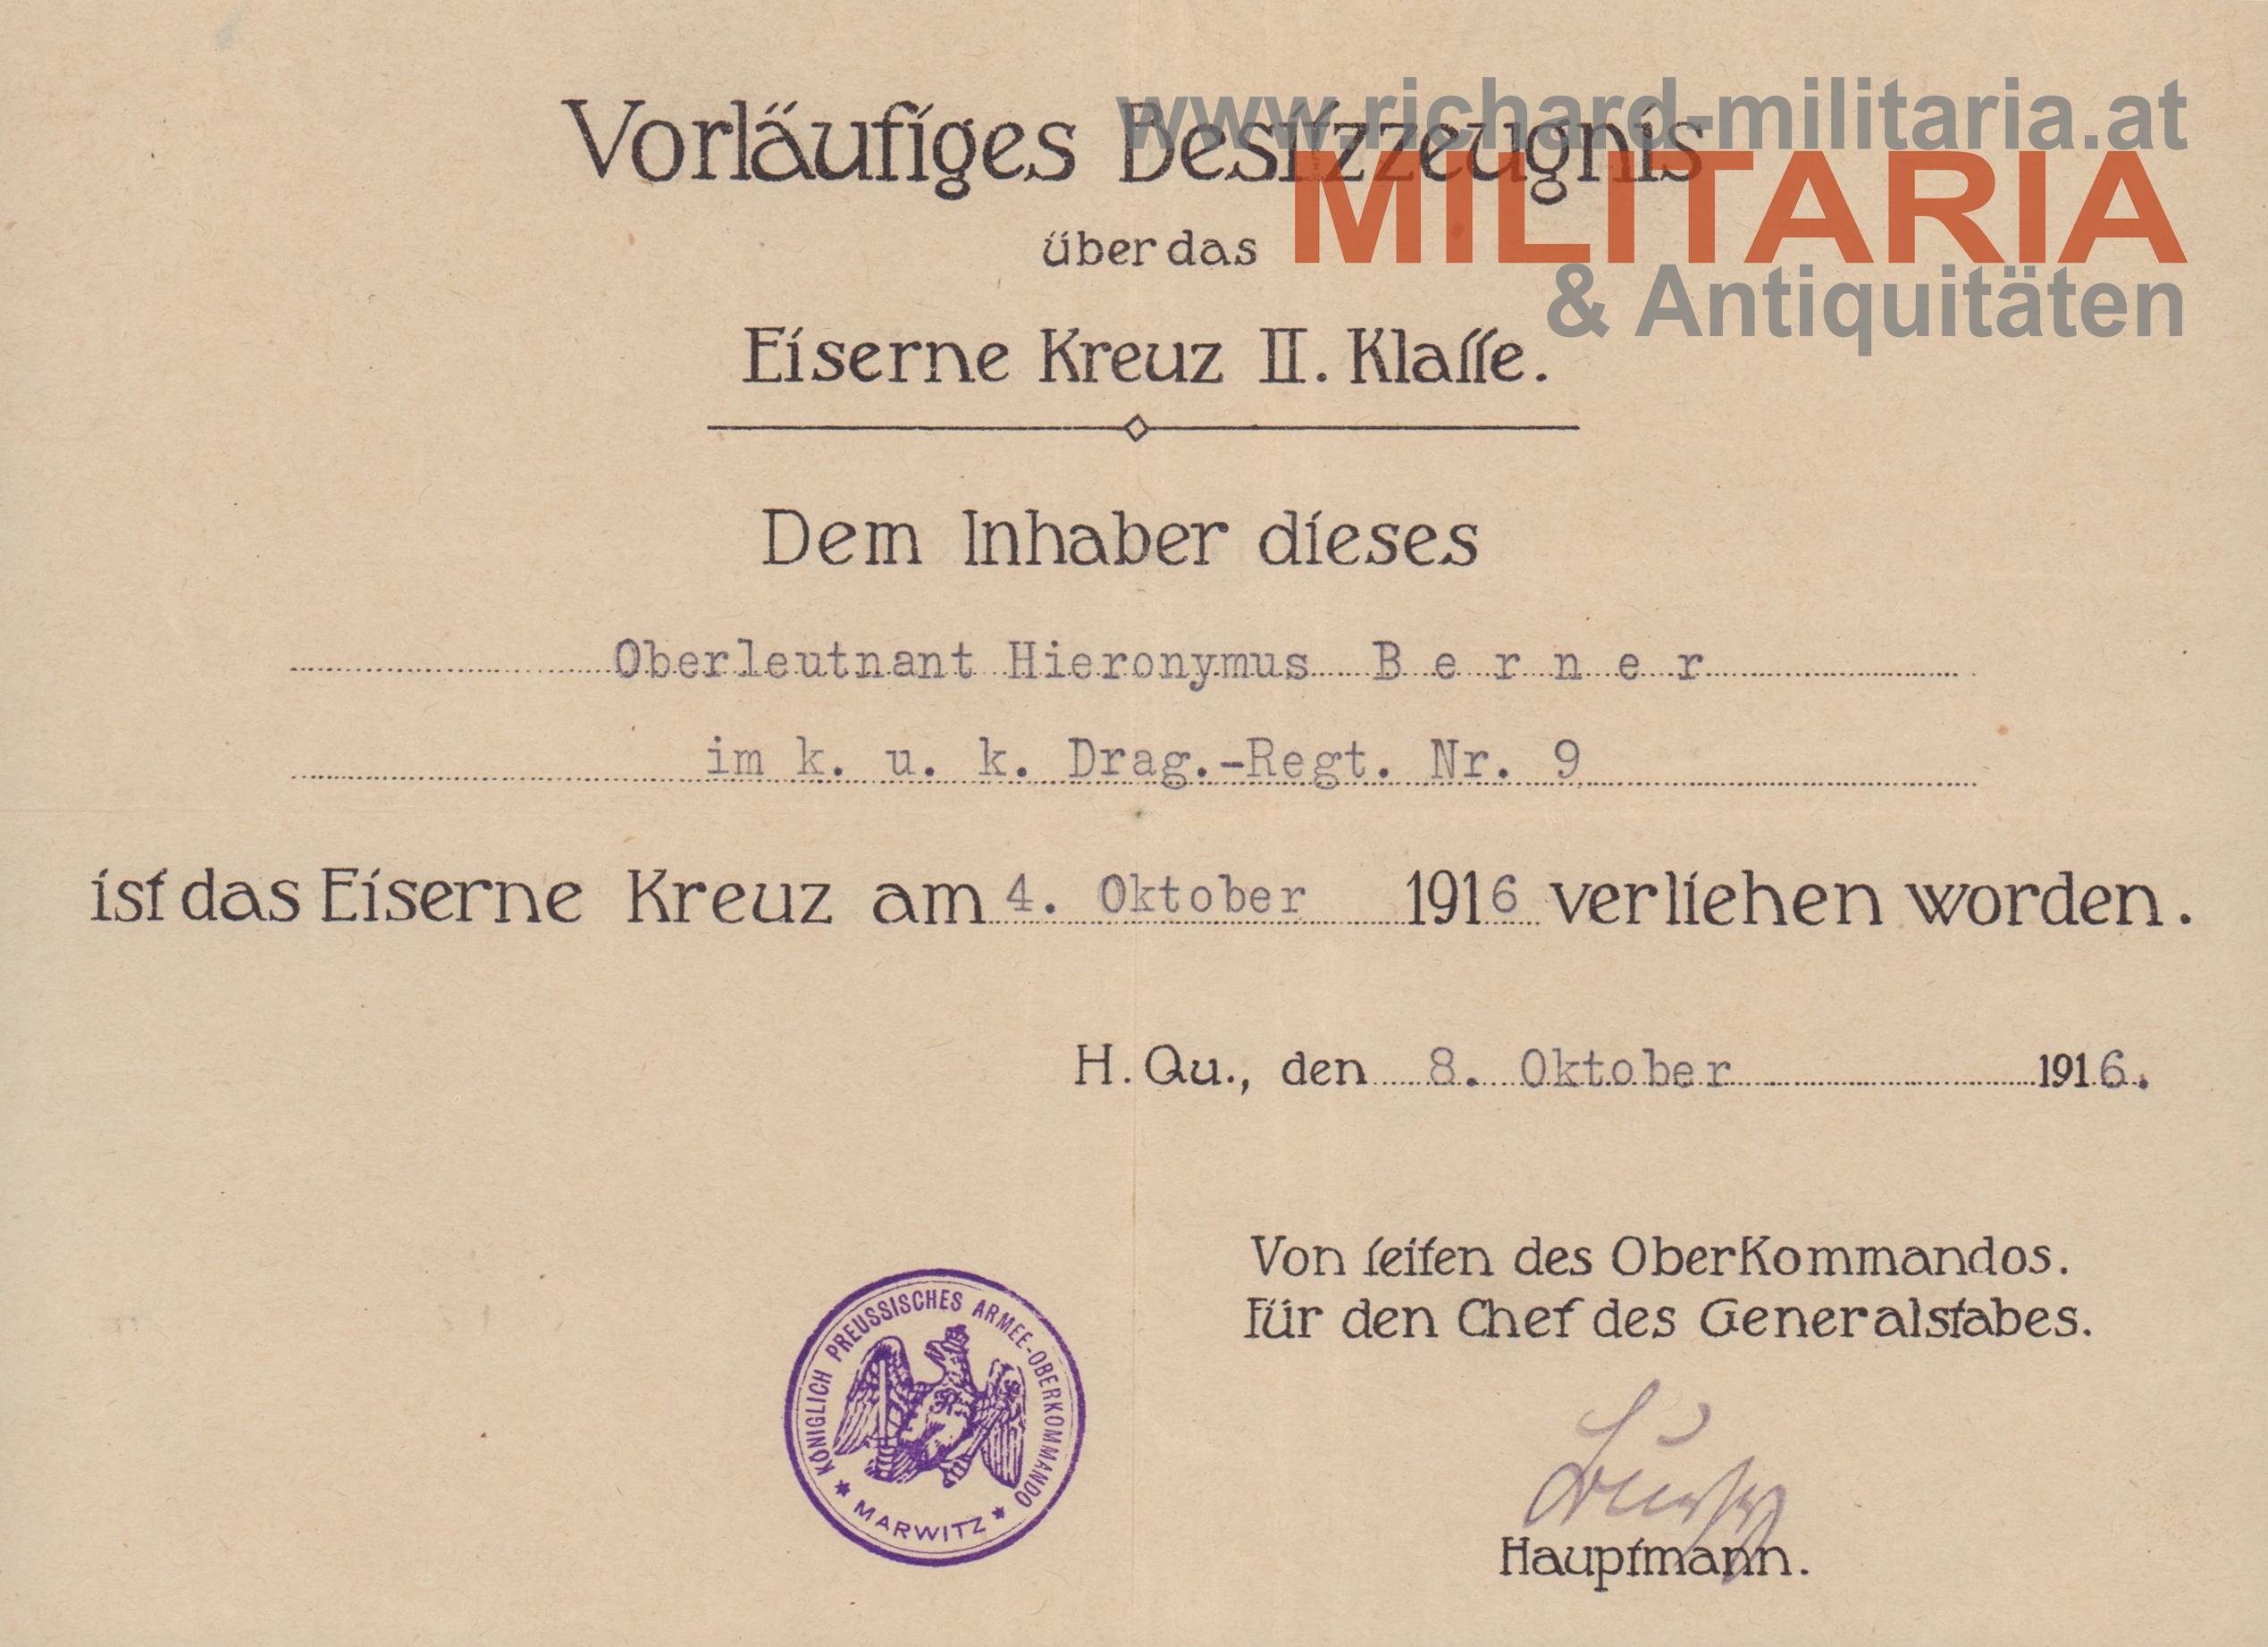 www.richard-militaria.at
MILITARIA
& Antiquitäten
Vorläufiges Besitzzeugnis
über das
Eiserne Kreuz II. Klaſſe.
Dem Inhaber dieses
Oberleutnant Hieronymus B e r n e r
im k. u. k. Drag.-Regt. Nr. 9
ist das Eiserne Kreuz am 4. Oktober 1916 verliehen worden.
H. Qu., den 8. Oktober 1916.
Von ſeiten des Oberkommandos.
Für den Chef des Generalstabes.
Hauptmann.
KÖNIGLICH PREUSSISCHES ARMEE-OBERKOMMANDO
* MARWITZ *